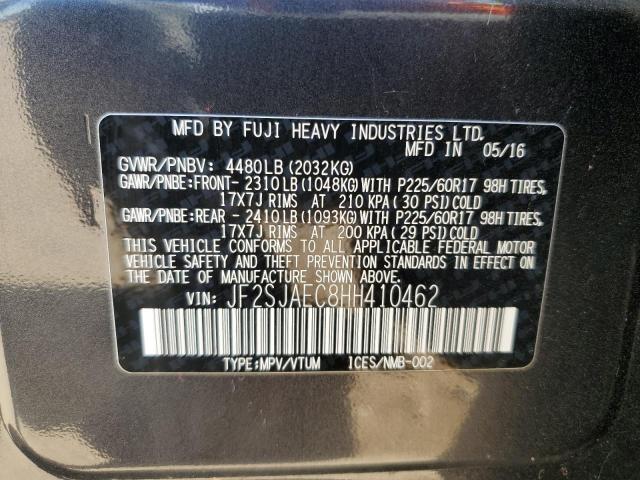 MFD BY FUJI HEAVY INDUSTRIES LTD.
MFD IN 05/16
GVWR/PNBV: 4480LB (2032KG)
GAWR/PNBE:FRONT- 2310LB (1048KG) WITH P225/60R17 98H TIRES,
17X7J RIMS AT 210 KPA (30 PSI) COLD
GAWR/PNBE:REAR - 2410LB (1093KG) WITH P225/60R17 98H TIRES,
17X7J RIMS AT 200 KPA (29 PSI) COLD
THIS VEHICLE CONFORMS TO ALL APPLICABLE FEDERAL MOTOR
VEHICLE SAFETY AND THEFT PREVENTION STANDARDS IN EFFECT ON
THE DATE OF MANUFACTURE SHOWN ABOVE.
VIN: JF2SJAEC8HH410462
TYPE:MPV/VTUM ICES/NMB-002